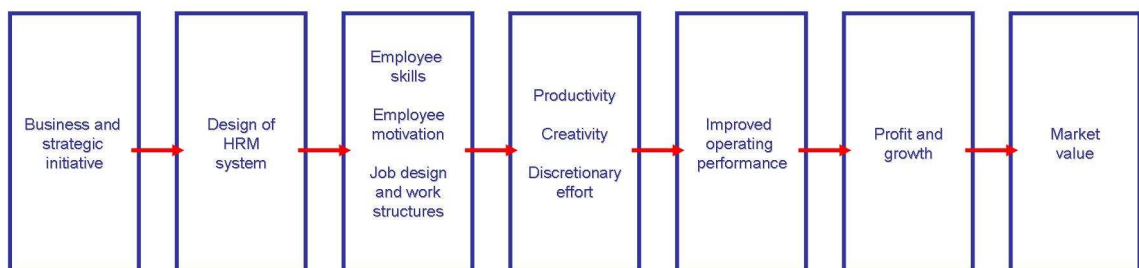 Business and
strategic
initiative
Design of
HRM
system
Employee
skills
Employee
motivation
Job design
and work
structures
Productivity
Creativity
Discretionary
effort
Improved
operating
performance
Profit and
growth
Market
value